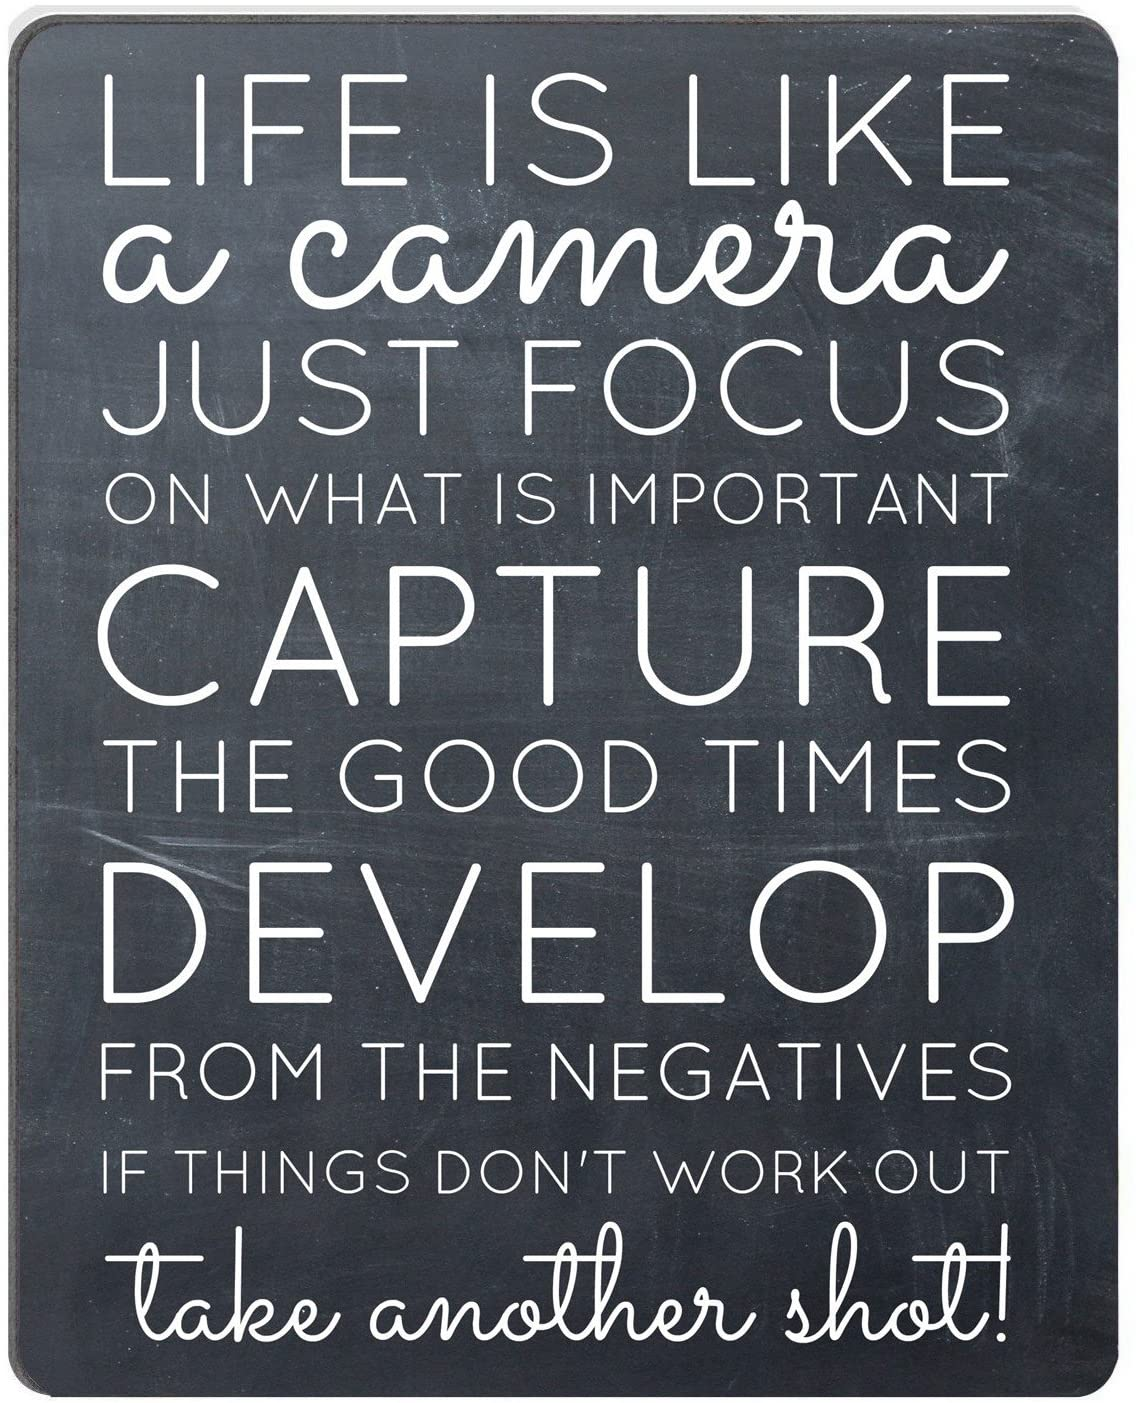 LIFE IS LIKE
a camera
JUST FOCUS
ON WHAT IS IMPORTANT
CAPTURE
THE GOOD TIMES
DEVELOP
FROM THE NEGATIVES
IF THINGS DON'T WORK OUT
take another shot!